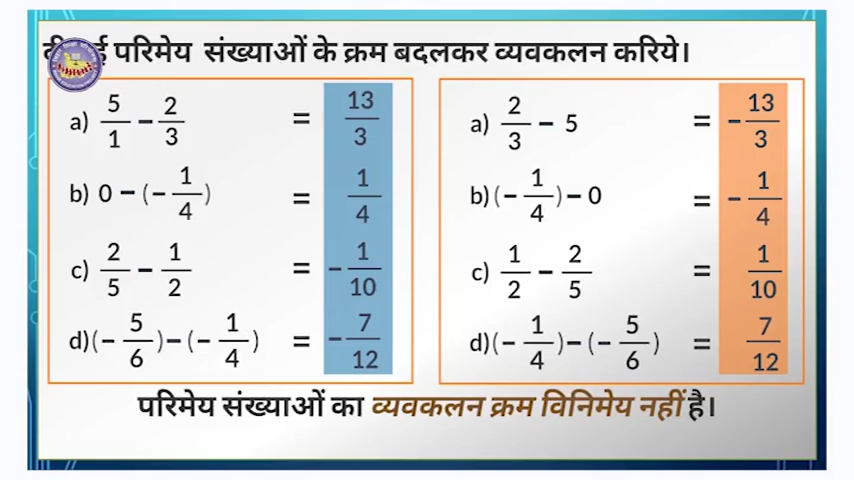 परिमेय संख्याओं के क्रम बदलकर व्यवकलन करिये।
a) 5/1 − 2/3 = 13/3
b) 0 − (− 1/4) = 1/4
c) 2/5 − 1/2 = − 1/10
d) (− 5/6) − (− 1/4) = − 7/12
a) 2/3 − 5 = − 13/3
b) (− 1/4) − 0 = − 1/4
c) 1/2 − 2/5 = 1/10
d) (− 1/4) − (− 5/6) = 7/12
परिमेय संख्याओं का व्यवकलन क्रम विनिमेय नहीं है।